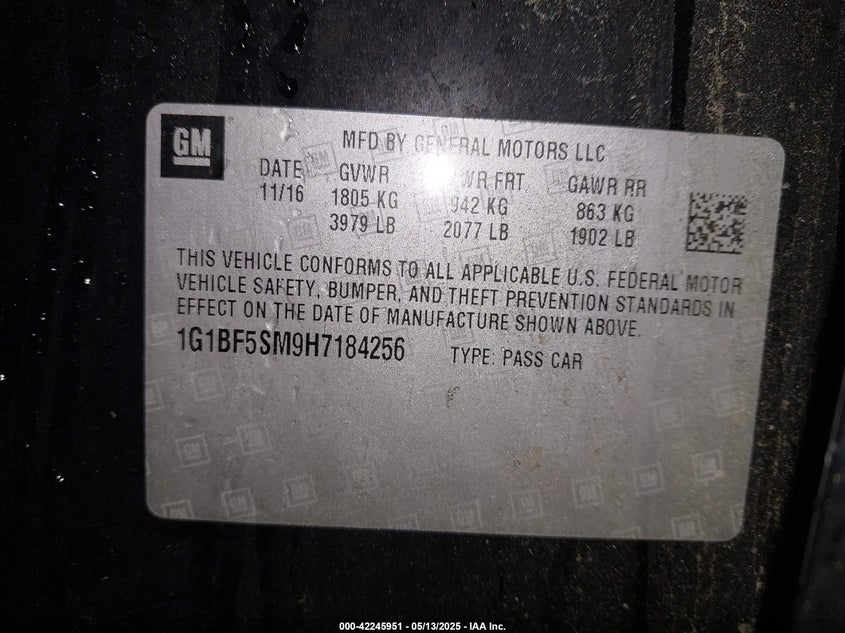 GM
MFD BY GENERAL MOTORS LLC
DATE GVWR WR FRT GAWR RR
11/16 1805 KG 942 KG 863 KG
3979 LB 2077 LB 1902 LB
THIS VEHICLE CONFORMS TO ALL APPLICABLE U.S. FEDERAL MOTOR
VEHICLE SAFETY, BUMPER, AND THEFT PREVENTION STANDARDS IN
EFFECT ON THE DATE OF MANUFACTURE SHOWN ABOVE.
1G1BF5SM9H7184256 TYPE: PASS CAR
000-42245951 - 05/13/2025 - IAA Inc.